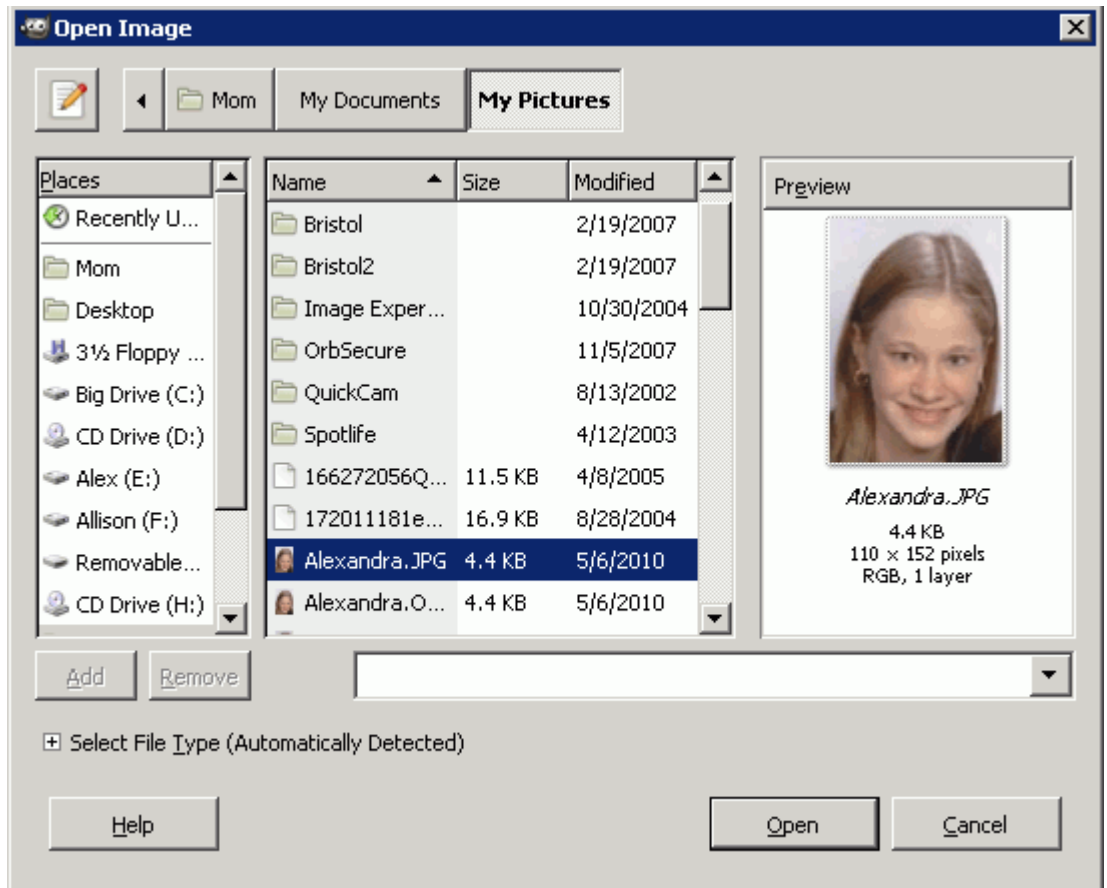 Open Image
Mom My Documents My Pictures
Places
Recently U...
Mom
Desktop
3½ Floppy ...
Big Drive (C:)
CD Drive (D:)
Alex (E:)
Allison (F:)
Removable...
CD Drive (H:)
Name Size Modified
Bristol 2/19/2007
Bristol2 2/19/2007
Image Exper... 10/30/2004
OrbSecure 11/5/2007
QuickCam 8/13/2002
Spotlife 4/12/2003
166272056Q... 11.5 KB 4/8/2005
172011181e... 16.9 KB 8/28/2004
Alexandra.JPG 4.4 KB 5/6/2010
Alexandra.O... 4.4 KB 5/6/2010
Preview
Alexandra.JPG
4.4 KB
110 × 152 pixels
RGB, 1 layer
Add Remove
Select File Type (Automatically Detected)
Help Open Cancel